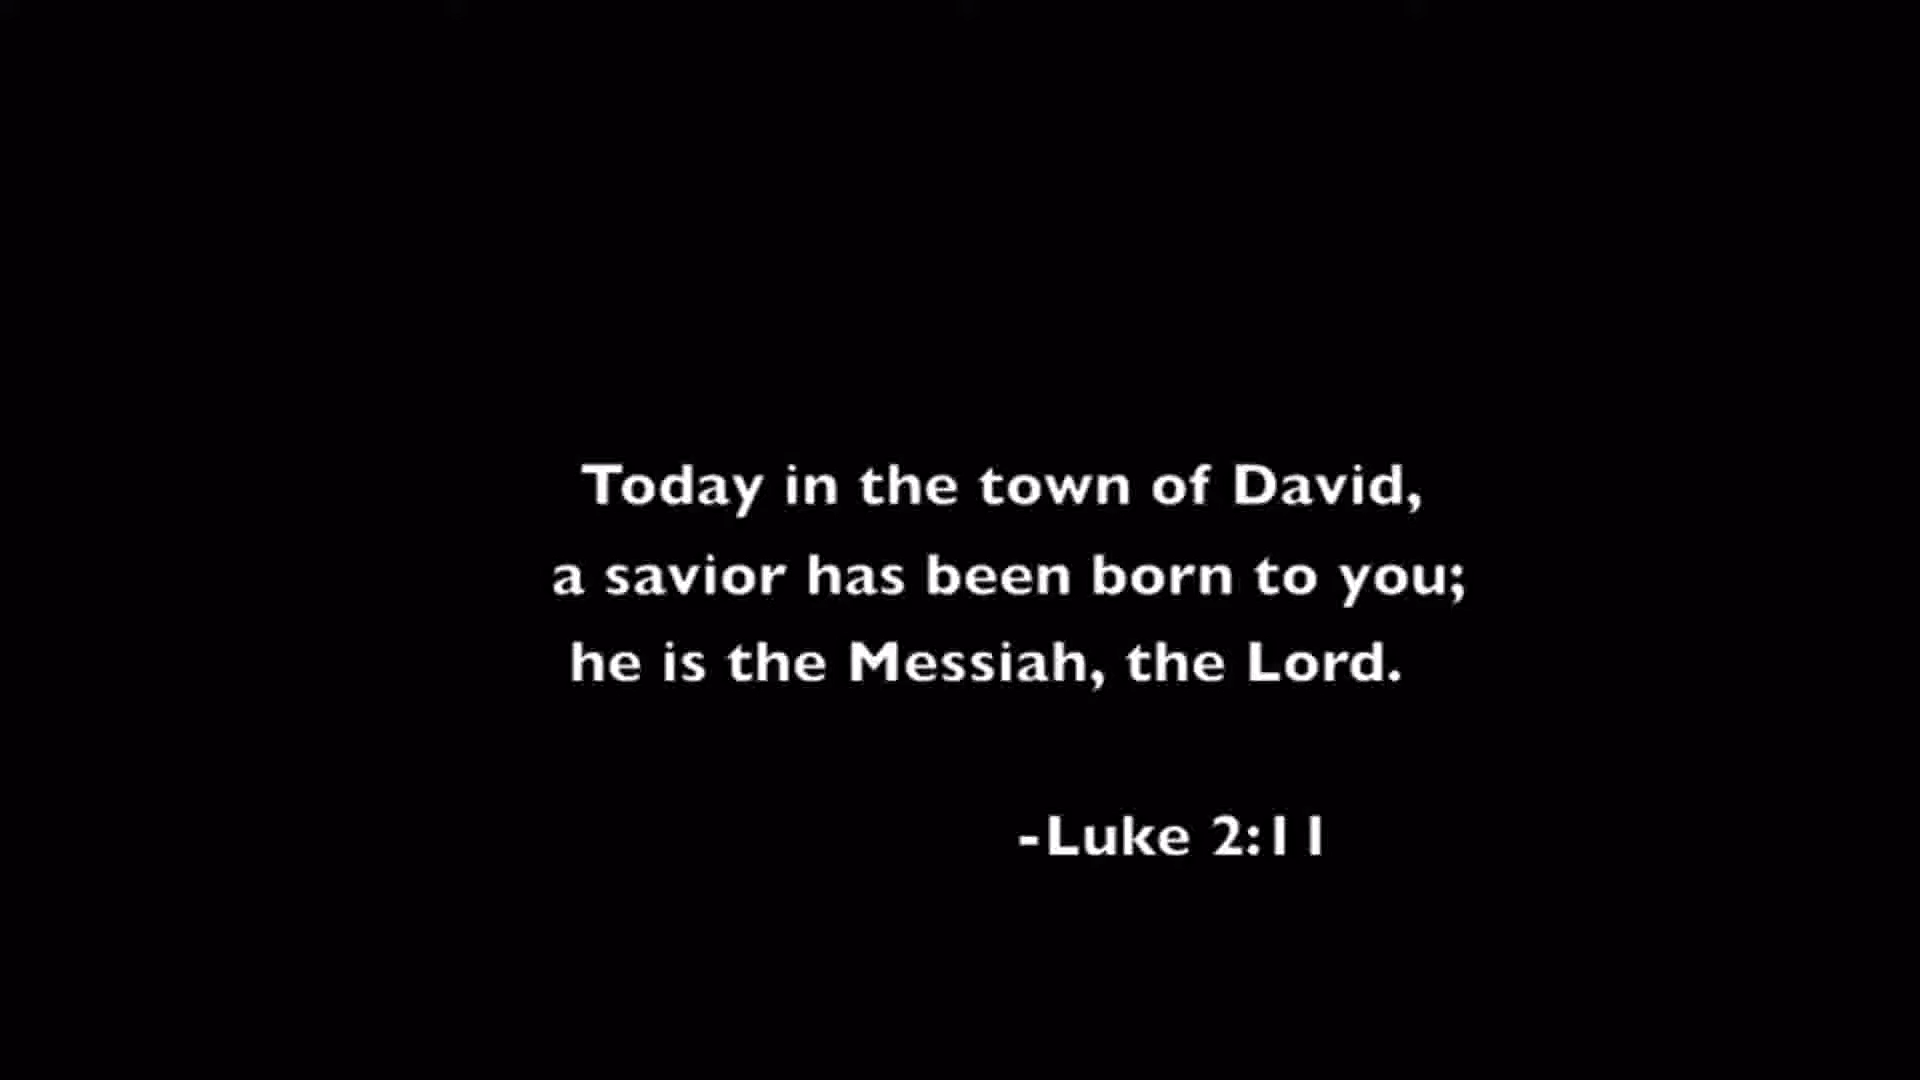 Today in the town of David,
a savior has been born to you;
he is the Messiah, the Lord.
-Luke 2:11